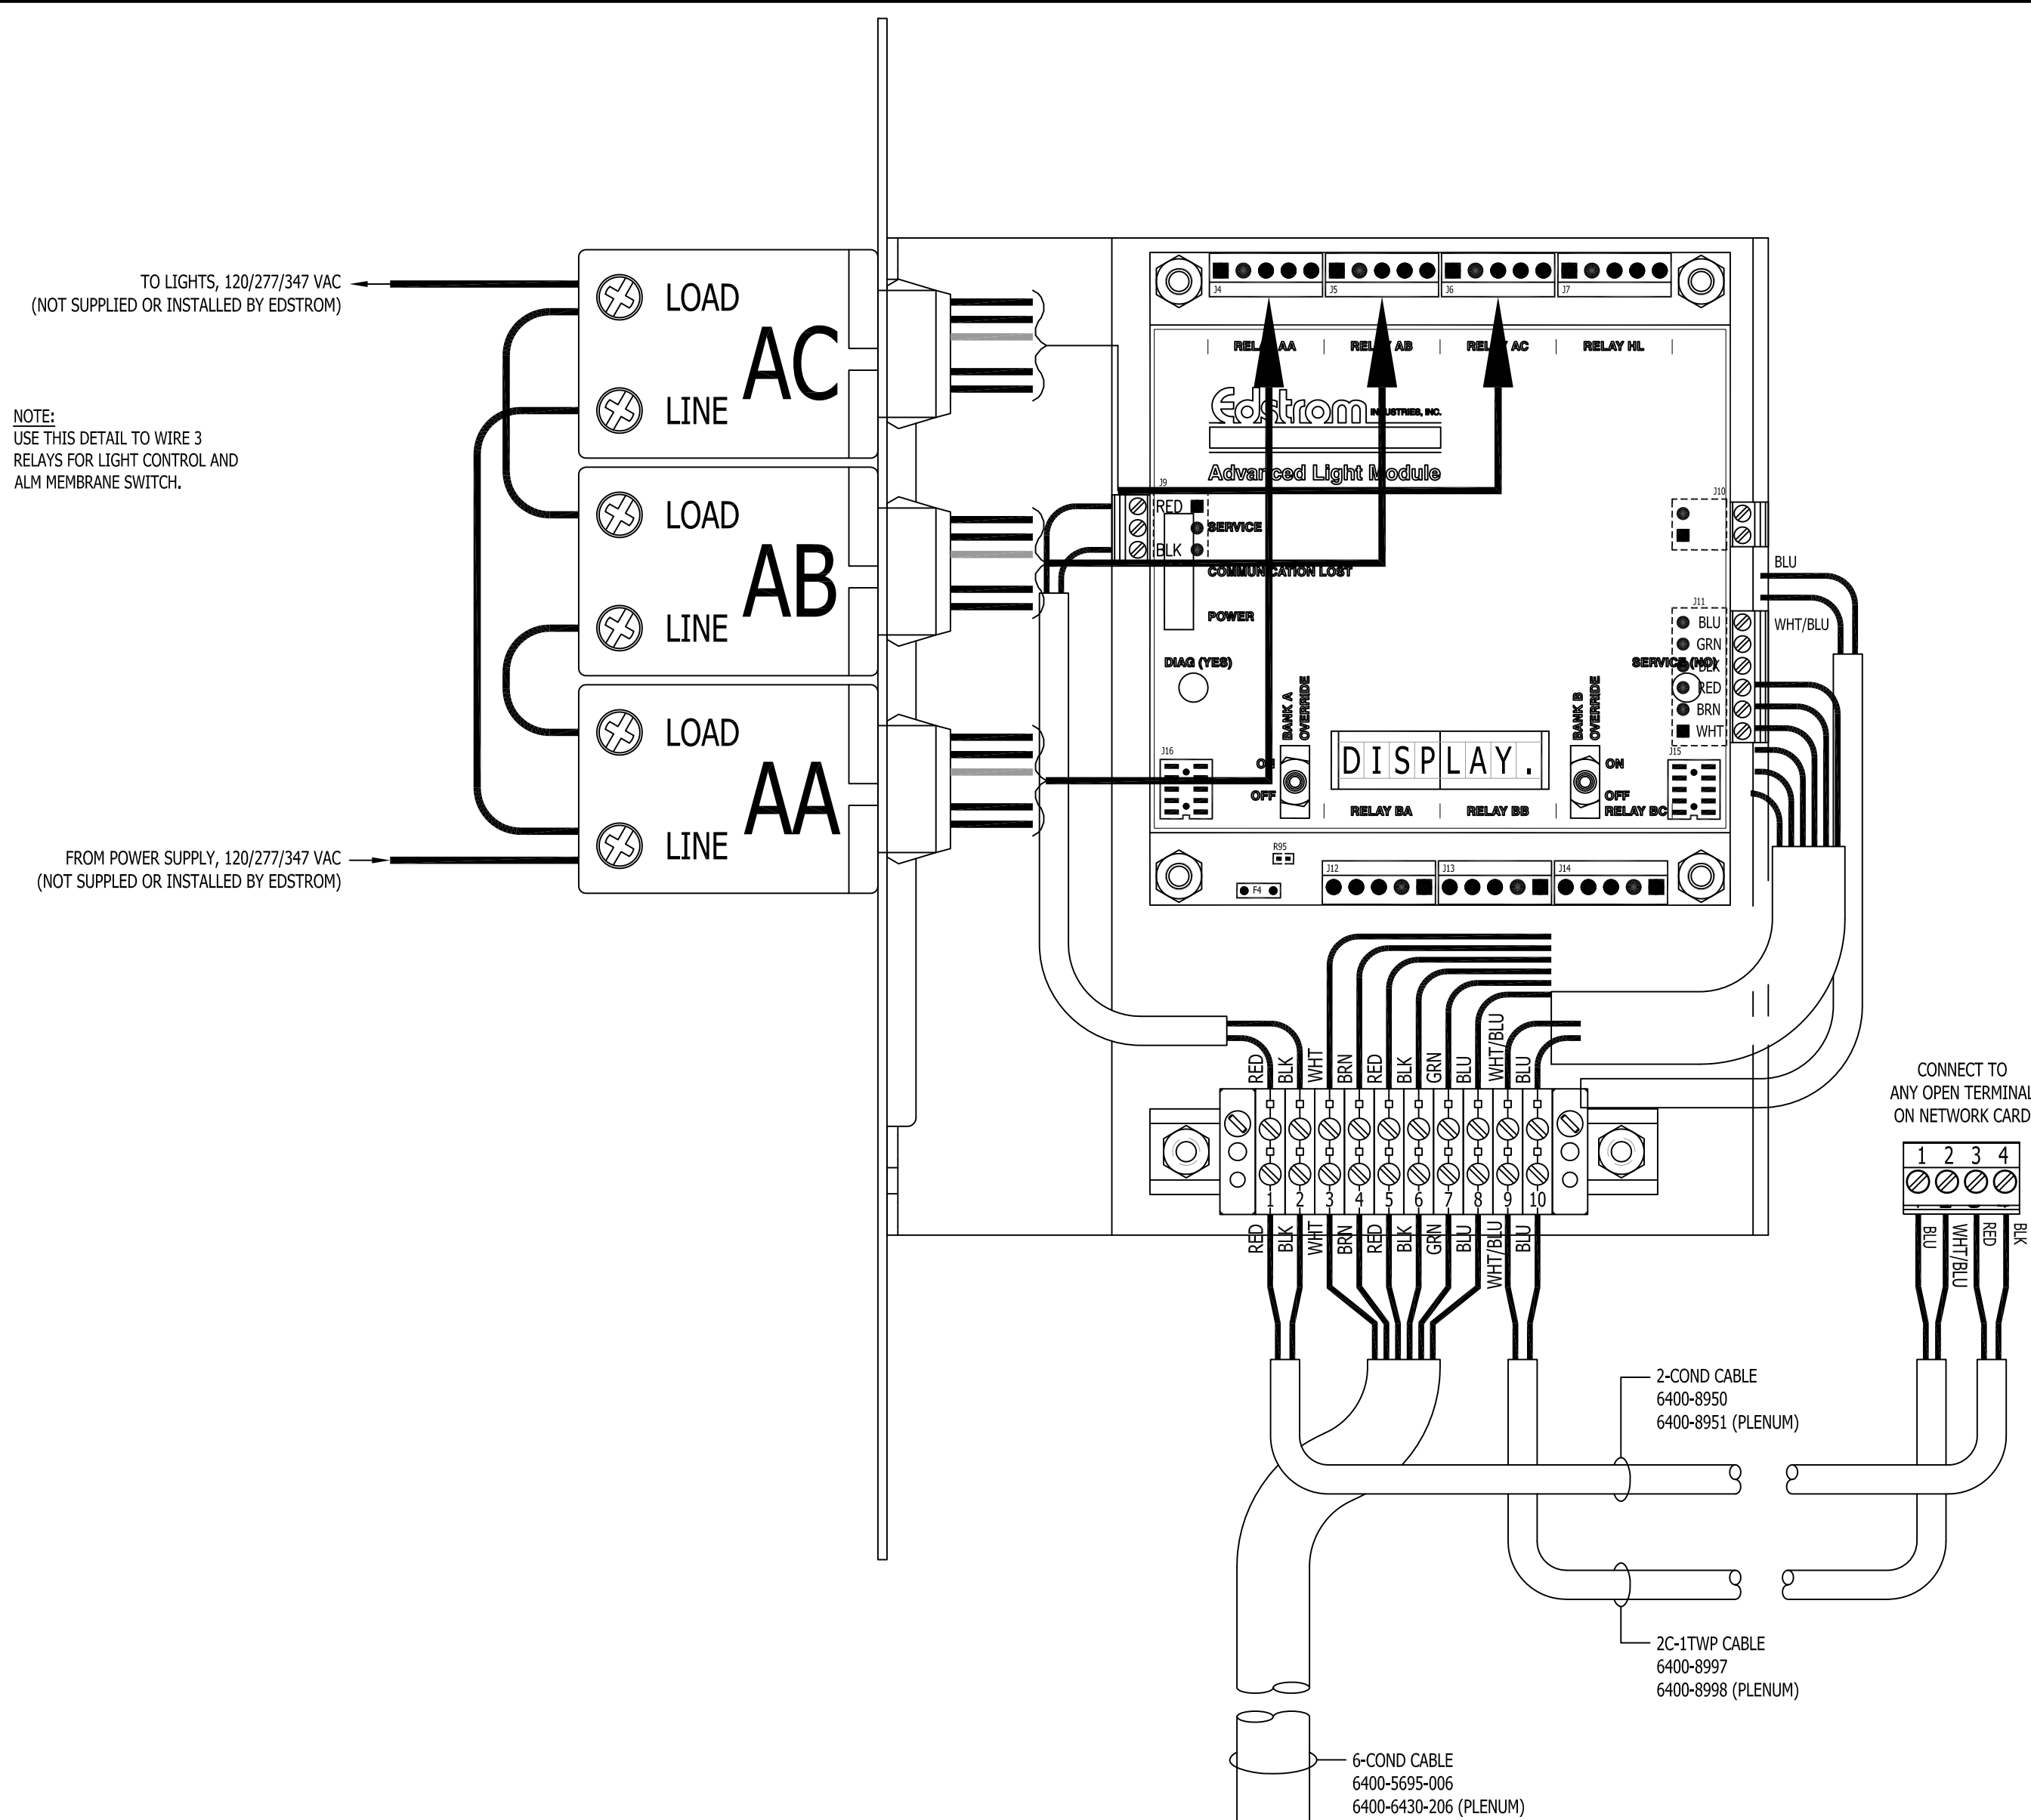 TO LIGHTS, 120/277/347 VAC
(NOT SUPPLIED OR INSTALLED BY EDSTROM)
NOTE:
USE THIS DETAIL TO WIRE 3
RELAYS FOR LIGHT CONTROL AND
ALM MEMBRANE SWITCH.
FROM POWER SUPPLY, 120/277/347 VAC
(NOT SUPPLED OR INSTALLED BY EDSTROM)
LOAD
AC
LINE
LOAD
AB
LINE
LOAD
AA
LINE
J4
J5
J6
J7
RELAY AA
RELAY AB
RELAY AC
RELAY HL
Edstrom INDUSTRIES, INC.
Advanced Light Module
J9
RED
SERVICE
BLK
COMMUNICATION LOST
POWER
DIAG (YES)
SERVICE (NO)
J10
BLU
WHT/BLU
J11
BLU
GRN
BLK
RED
BRN
WHT
BANK A
OVERRIDE
BANK B
OVERRIDE
J16
ON
OFF
DISPLAY.
ON
OFF
J15
RELAY BA
RELAY BB
RELAY BC
R95
F4
J12
J13
J14
RED
BLK
WHT
BRN
RED
BLK
GRN
BLU
WHT/BLU
BLU
1 2 3 4 5 6 7 8 9 10
RED
BLK
WHT
BRN
RED
BLK
GRN
BLU
WHT/BLU
BLU
CONNECT TO
ANY OPEN TERMINAL
ON NETWORK CARD
1 2 3 4
BLU
WHT/BLU
RED
BLK
2-COND CABLE
6400-8950
6400-8951 (PLENUM)
2C-1TWP CABLE
6400-8997
6400-8998 (PLENUM)
6-COND CABLE
6400-5695-006
6400-6430-206 (PLENUM)